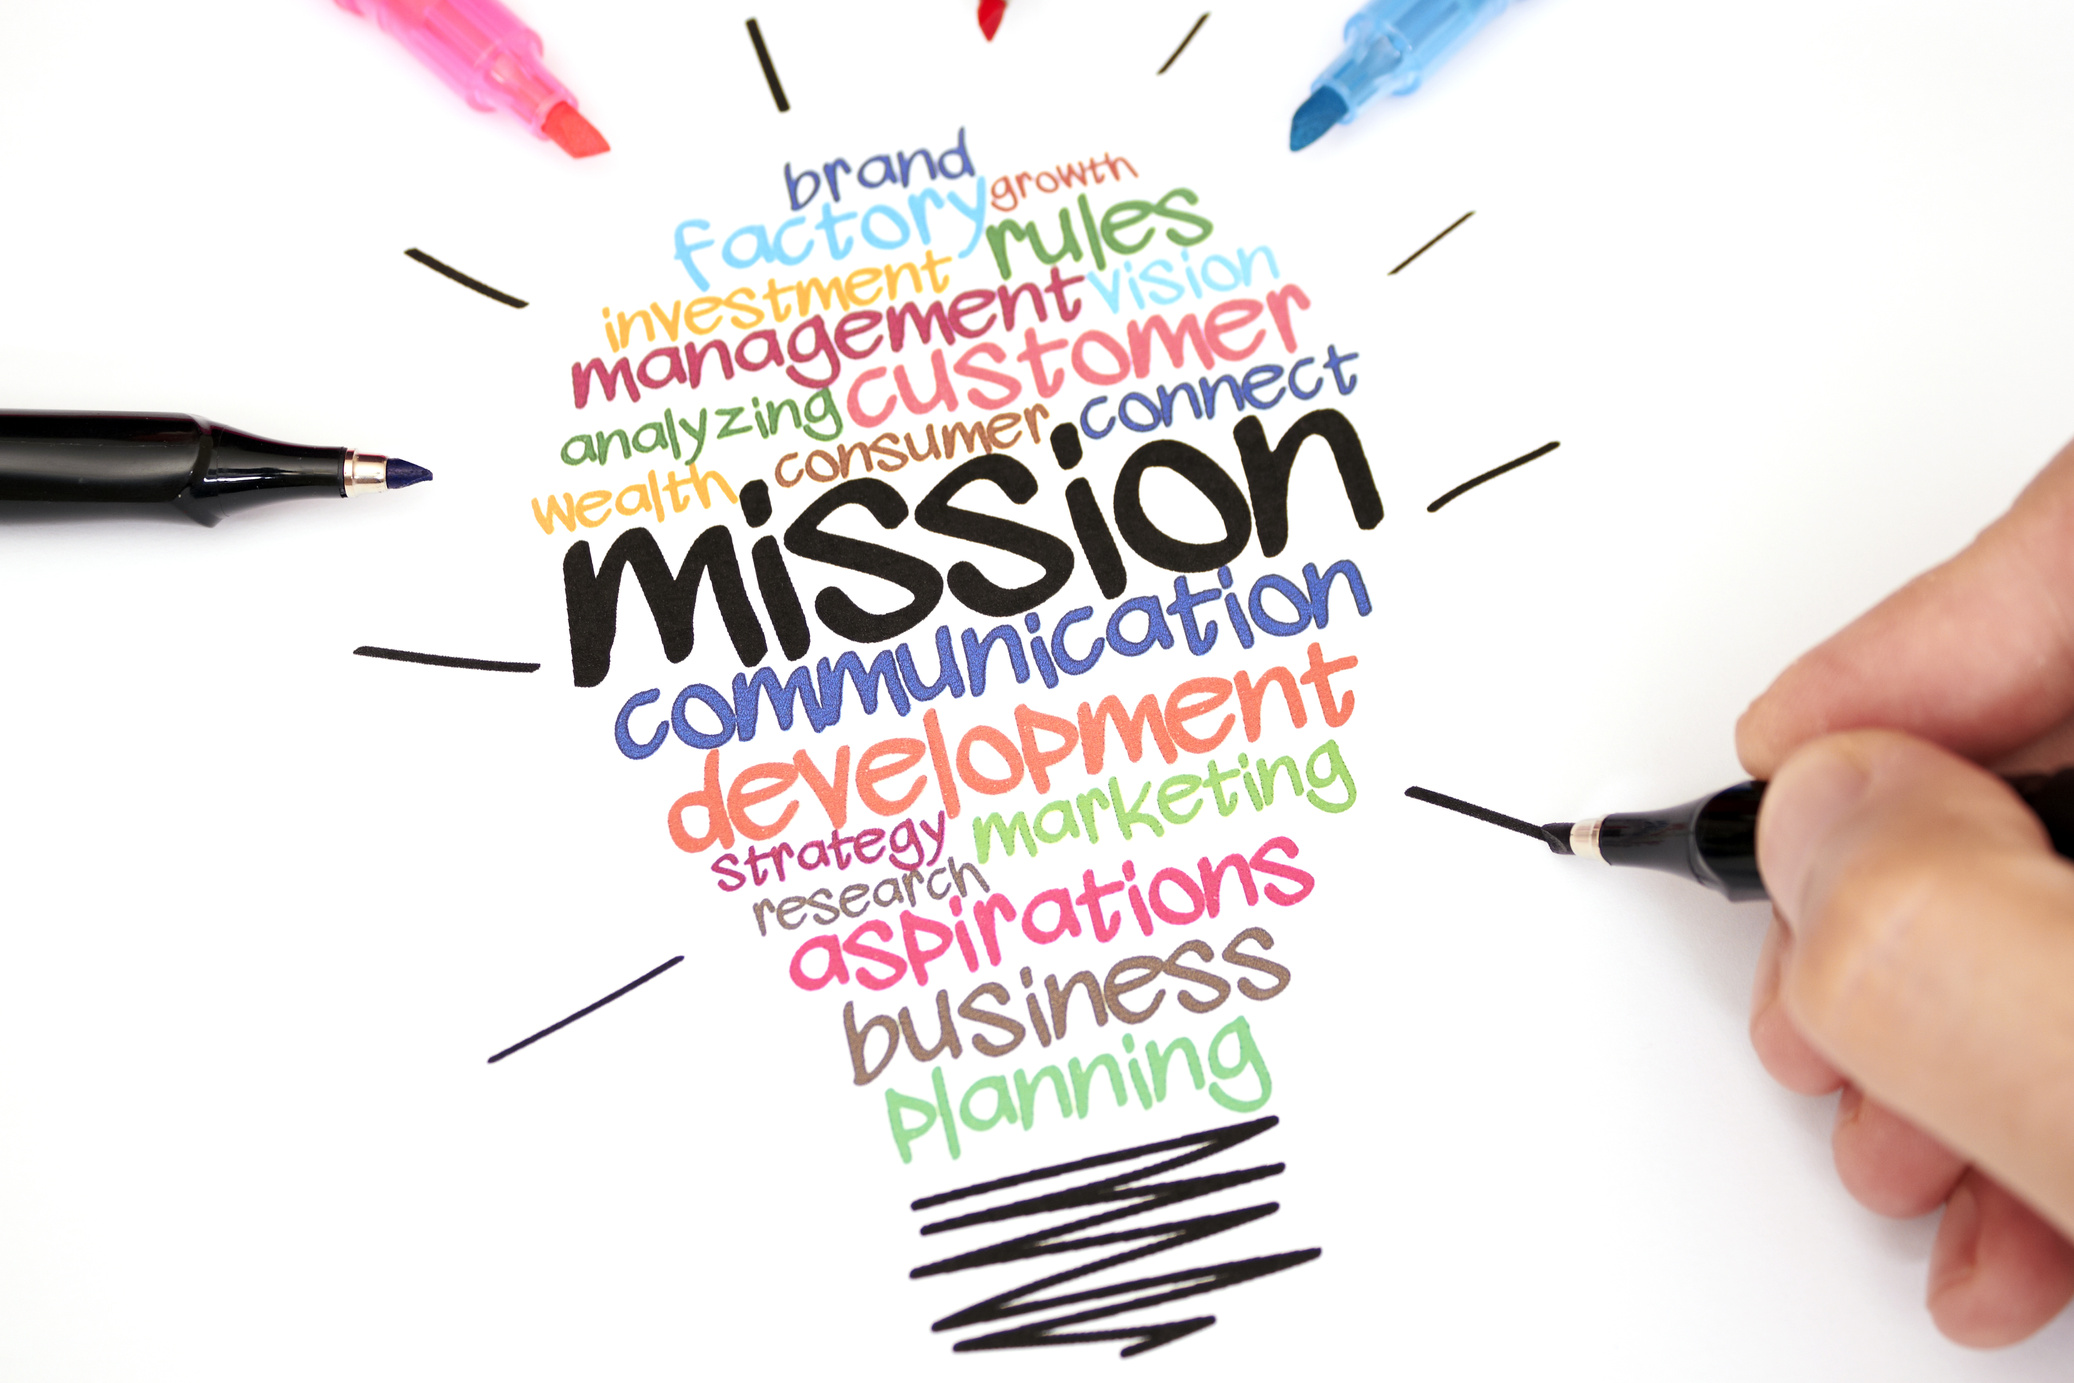 brand
factory growth
rules
investment vision
management
customer
analyzing connect
consumer
wealth
mission
communication
development
marketing
strategy
research
aspirations
business
planning